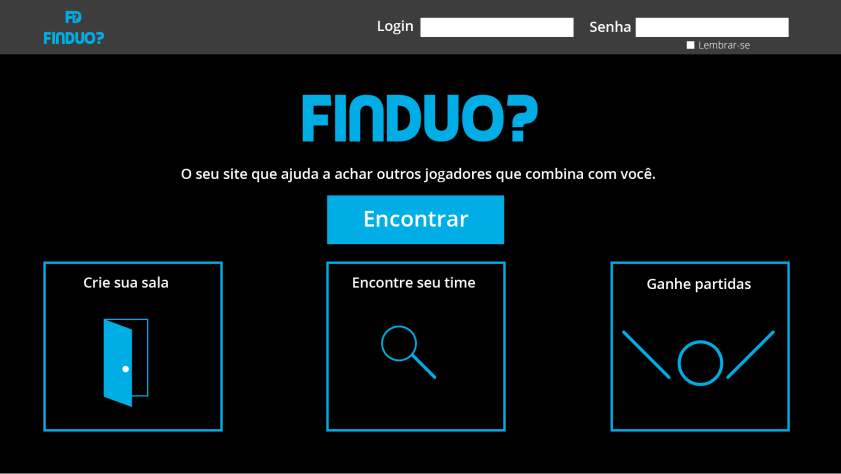 FD
FINDUO?
Login
Senha
Lembrar-se
FINDUO?
O seu site que ajuda a achar outros jogadores que combina com você.
Encontrar
Crie sua sala
Encontre seu time
Ganhe partidas